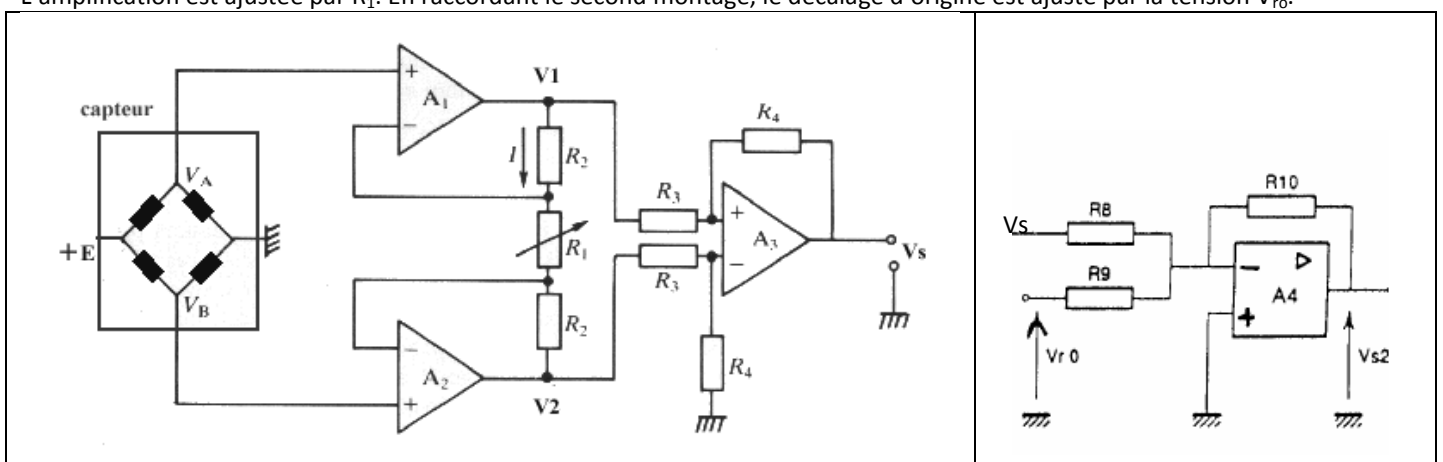 L'amplification est ajustée par R1. En raccordant le second montage, le décalage d'origine est ajusté par la tension Vro.
capteur
VA
VB
+E
+
A1
−
V1
I
R2
R1
R2
−
A2
+
V2
R3
R3
R4
+
A3
−
R4
Vs
Vs
R8
R9
R10
−
A4
+
Vr0
Vs2